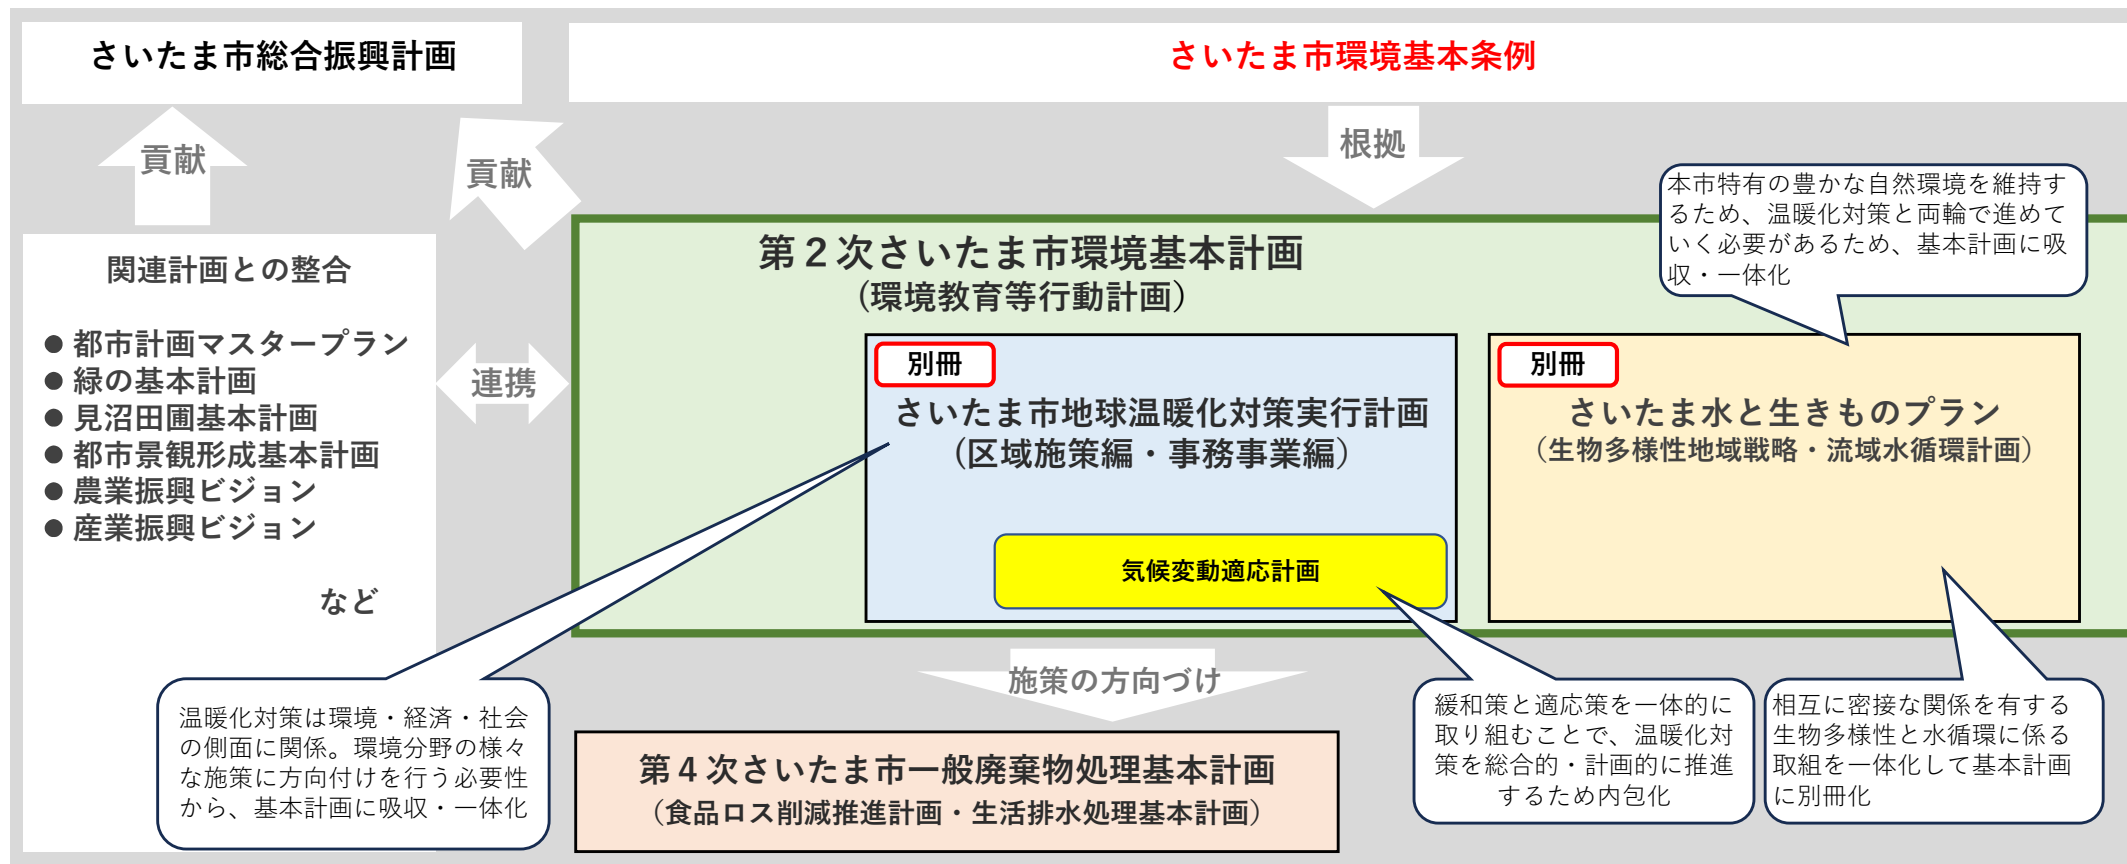 さいたま市総合振興計画
さいたま市環境基本条例
貢献
貢献
根拠
関連計画との整合
● 都市計画マスタープラン
● 緑の基本計画
● 見沼田圃基本計画
● 都市景観形成基本計画
● 農業振興ビジョン
● 産業振興ビジョン
など
連携
第２次さいたま市環境基本計画
（環境教育等行動計画）
本市特有の豊かな自然環境を維持す
るため、温暖化対策と両輪で進めて
いく必要があるため、基本計画に吸
収・一体化
別冊
さいたま市地球温暖化対策実行計画
（区域施策編・事務事業編）
気候変動適応計画
別冊
さいたま水と生きものプラン
（生物多様性地域戦略・流域水循環計画）
施策の方向づけ
温暖化対策は環境・経済・社会
の側面に関係。環境分野の様々
な施策に方向付けを行う必要性
から、基本計画に吸収・一体化
第４次さいたま市一般廃棄物処理基本計画
（食品ロス削減推進計画・生活排水処理基本計画）
緩和策と適応策を一体的に
取り組むことで、温暖化対
策を総合的・計画的に推進
するため内包化
相互に密接な関係を有する
生物多様性と水循環に係る
取組を一体化して基本計画
に別冊化